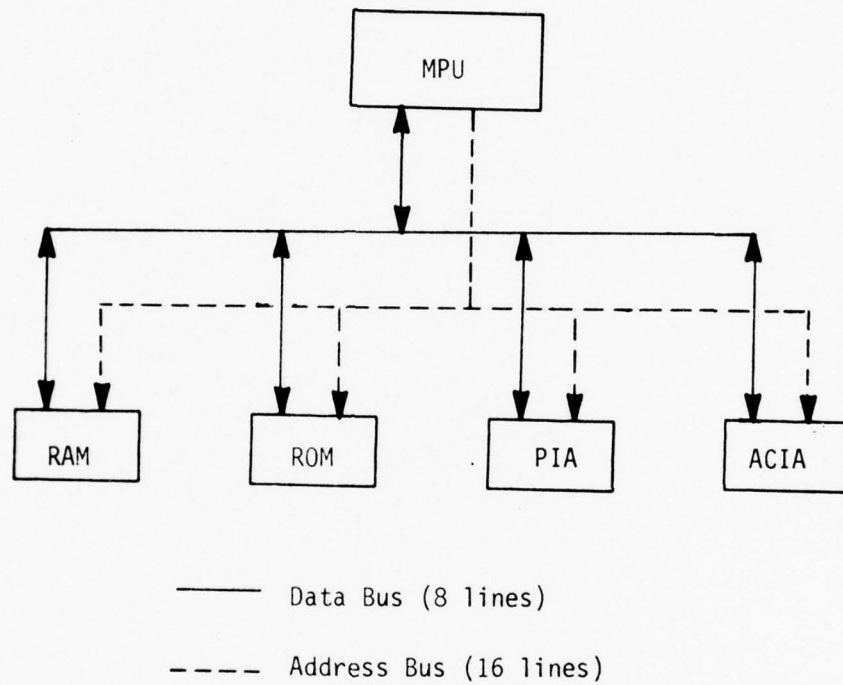 MPU
RAM
ROM
PIA
ACIA
Data Bus (8 lines)
Address Bus (16 lines)